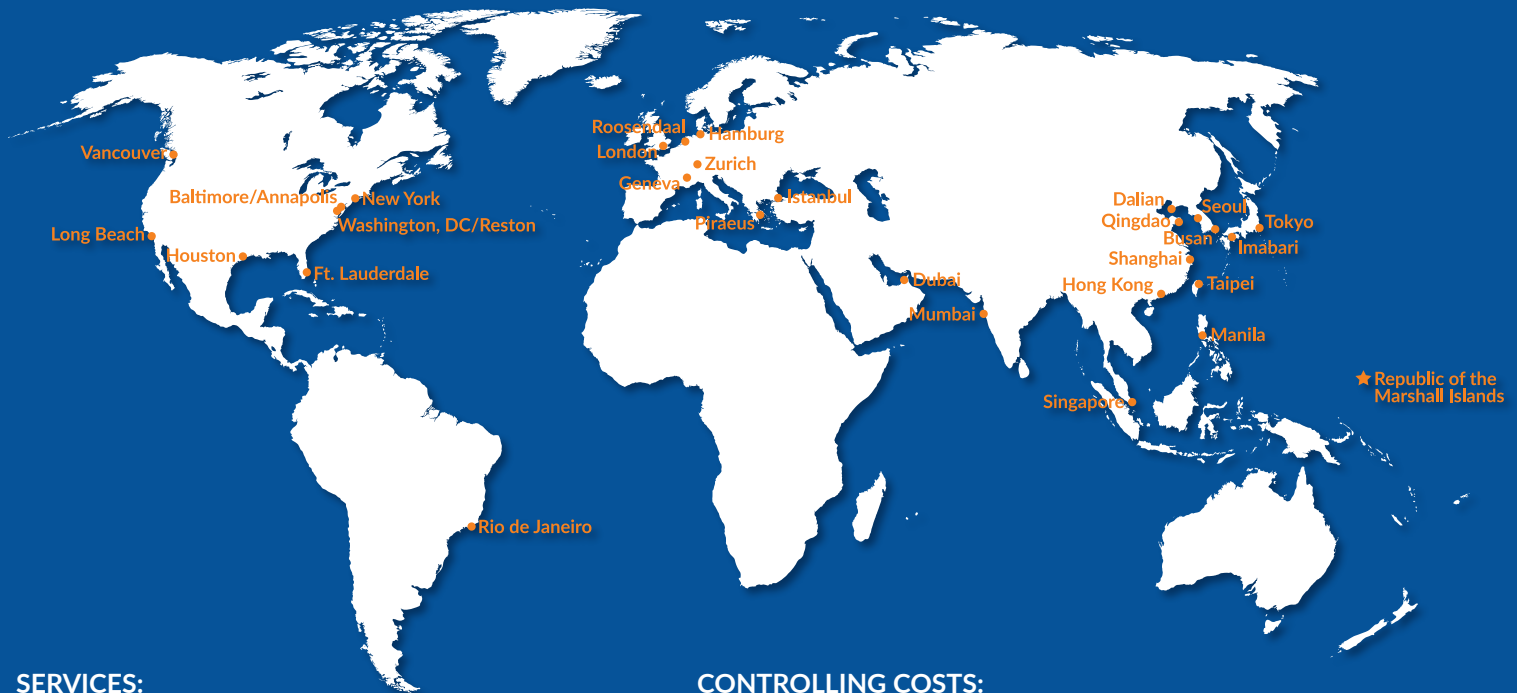 Vancouver
Baltimore/Annapolis
New York
Washington, DC/Reston
Long Beach
Houston
Ft. Lauderdale
Rio de Janeiro
Roosendaal
Hamburg
London
Zurich
Geneva
Istanbul
Piraeus
Dubai
Mumbai
Dalian
Seoul
Qingdao
Tokyo
Busan
Imabari
Shanghai
Hong Kong
Taipei
Manila
Singapore
Republic of the
Marshall Islands
SERVICES:
CONTROLLING COSTS: